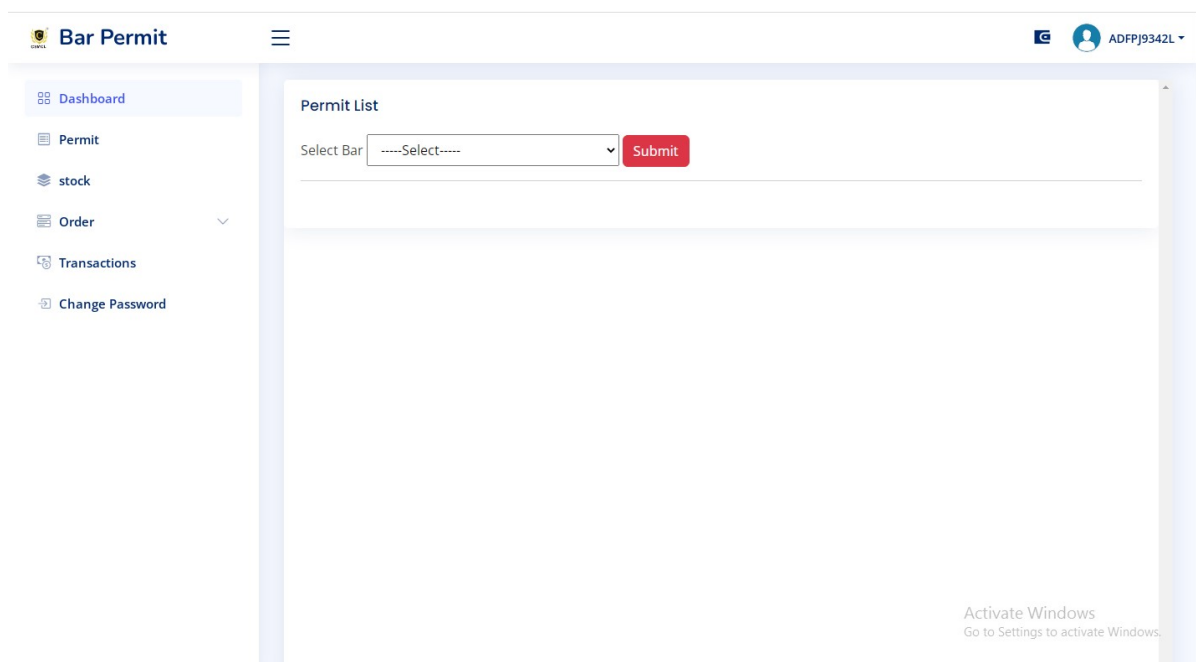 Bar Permit
ADFPJ9342L
Dashboard
Permit
stock
Order
Transactions
Change Password
Permit List
Select Bar -----Select----- Submit
Activate Windows
Go to Settings to activate Windows.